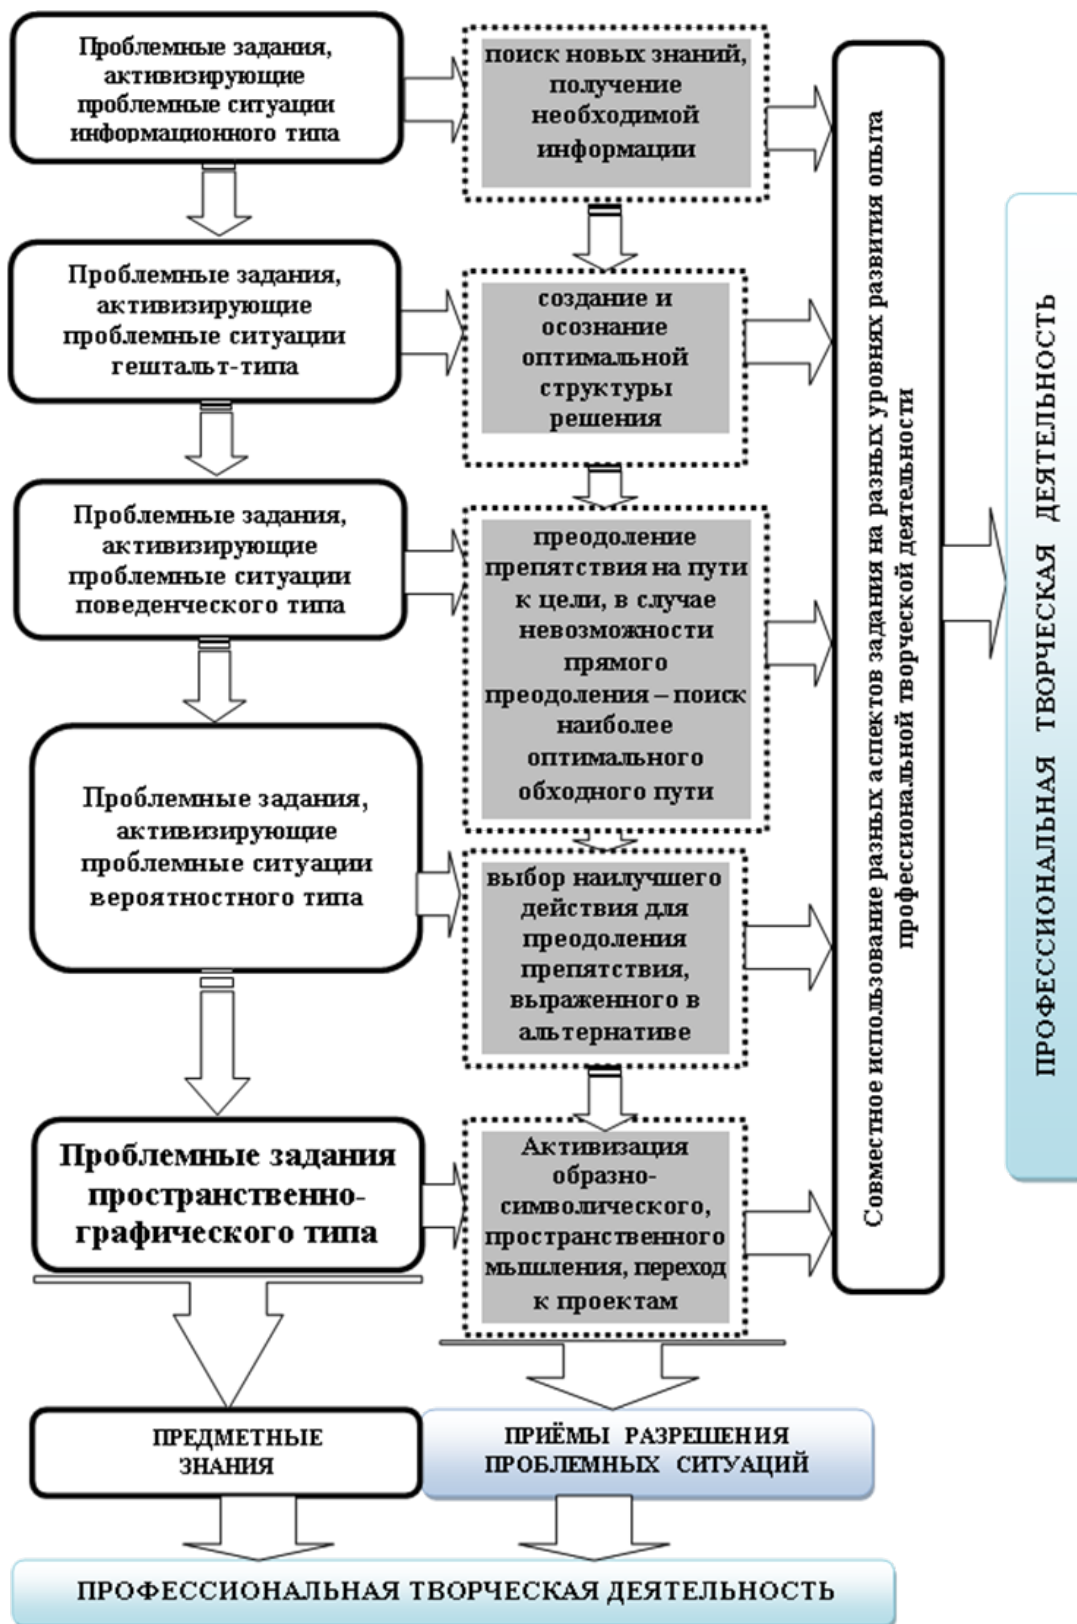 Проблемные задания,
активизирующие
проблемные ситуации
информационного типа
поиск новых знаний,
получение
необходимой
информации
Проблемные задания,
активизирующие
проблемные ситуации
гештальт-типа
создание и
осознание
оптимальной
структуры
решения
Проблемные задания,
активизирующие
проблемные ситуации
поведенческого типа
преодоление
препятствия на пути
к цели, в случае
невозможности
прямого
преодоления – поиск
наиболее
оптимального
обходного пути
Проблемные задания,
активизирующие
проблемные ситуации
вероятностного типа
выбор наилучшего
действия для
преодоления
препятствия,
выраженного в
альтернативе
Проблемные задания
пространственно-
графического типа
Активизация
образно-
символического,
пространственного
мышления, переход
к проектам
Совместное использование разных аспектов задания на разных уровнях развития опыта
профессиональной творческой деятельности
ПРОФЕССИОНАЛЬНАЯ ТВОРЧЕСКАЯ ДЕЯТЕЛЬНОСТЬ
ПРЕДМЕТНЫЕ
ЗНАНИЯ
ПРИЁМЫ РАЗРЕШЕНИЯ
ПРОБЛЕМНЫХ СИТУАЦИЙ
ПРОФЕССИОНАЛЬНАЯ ТВОРЧЕСКАЯ ДЕЯТЕЛЬНОСТЬ